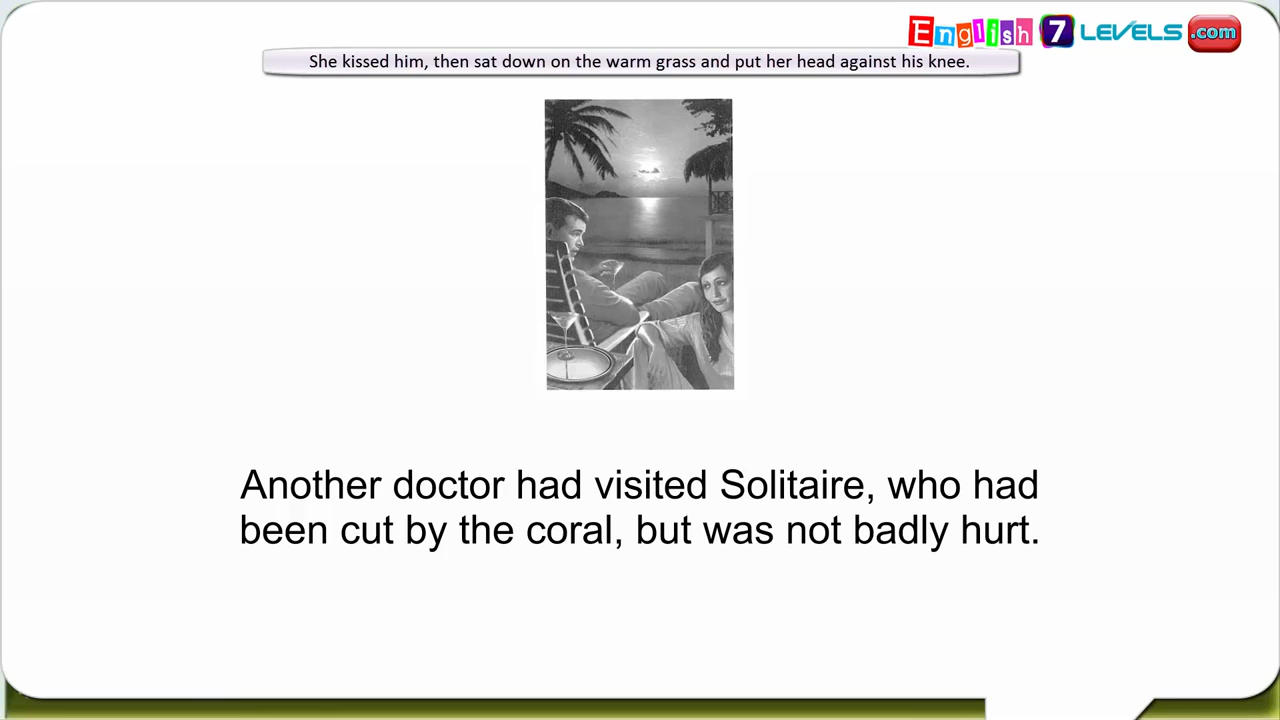 English 7 LEVELS .com
She kissed him, then sat down on the warm grass and put her head against his knee.
Another doctor had visited Solitaire, who had
been cut by the coral, but was not badly hurt.